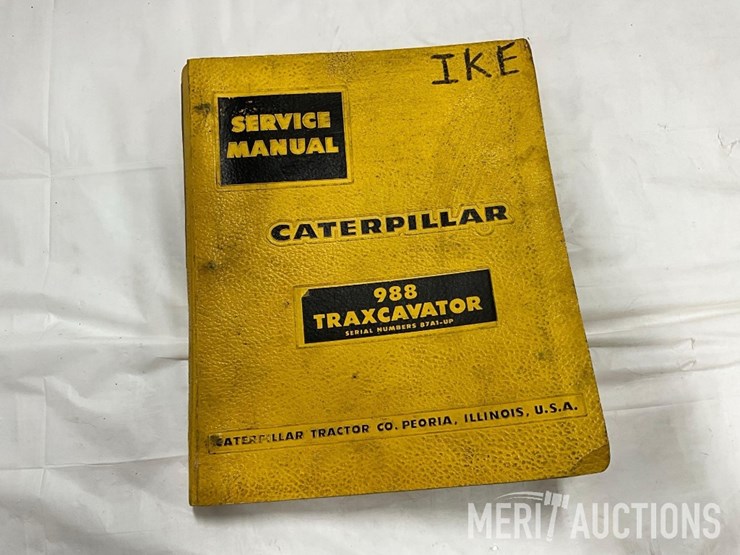 IKE
SERVICE
MANUAL
CATERPILLAR
988
TRAXCAVATOR
SERIAL NUMBERS 87A1-UP
CATERPILLAR TRACTOR CO. PEORIA, ILLINOIS, U.S.A.
MERIT AUCTIONS